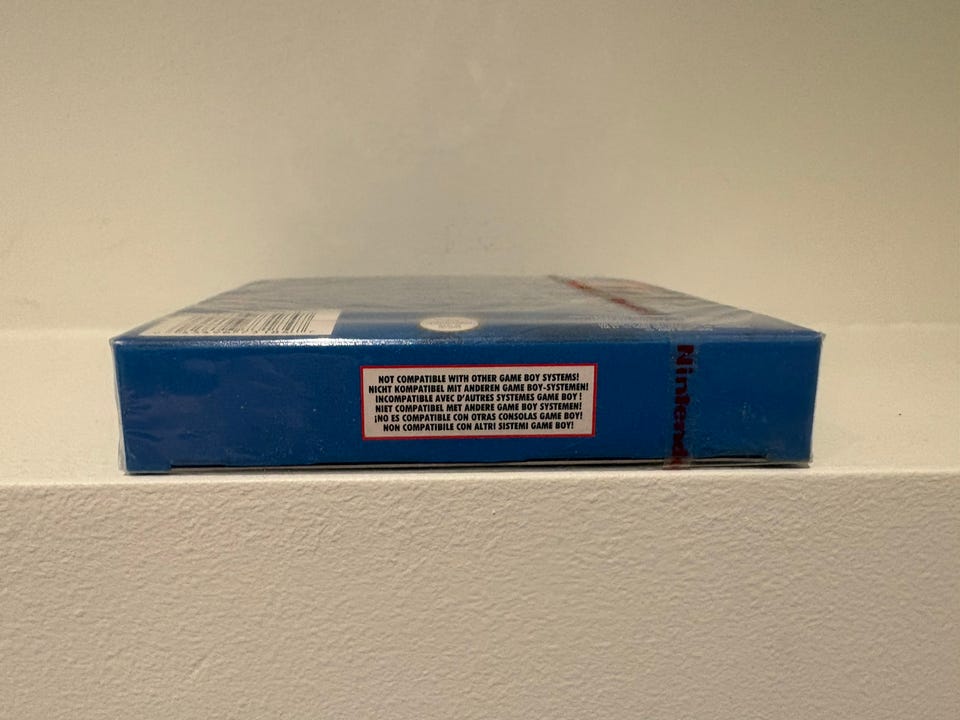 NOT COMPATIBLE WITH OTHER GAME BOY SYSTEMS!
NICHT KOMPATIBEL MIT ANDEREN GAME BOY-SYSTEMEN!
INCOMPATIBLE AVEC D'AUTRES SYSTEMES GAME BOY !
NIET COMPATIBEL MET ANDERE GAME BOY SYSTEMEN!
¡NO ES COMPATIBLE CON OTRAS CONSOLAS GAME BOY!
NON COMPATIBILE CON ALTRI SISTEMI GAME BOY!
Nintendo